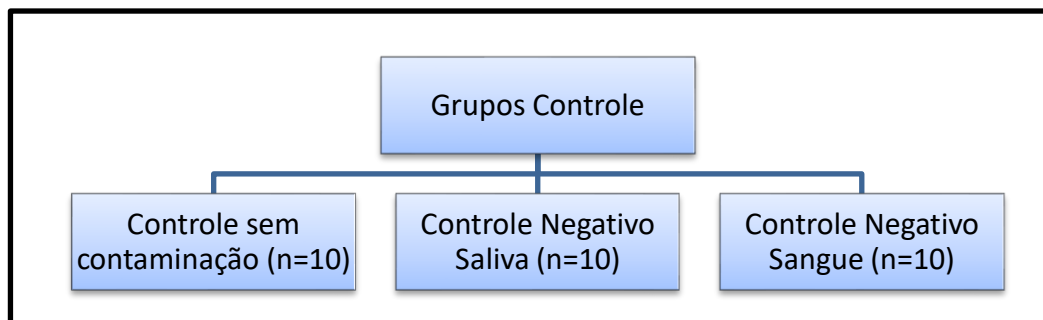 Grupos Controle
Controle sem
contaminação (n=10)
Controle Negativo
Saliva (n=10)
Controle Negativo
Sangue (n=10)